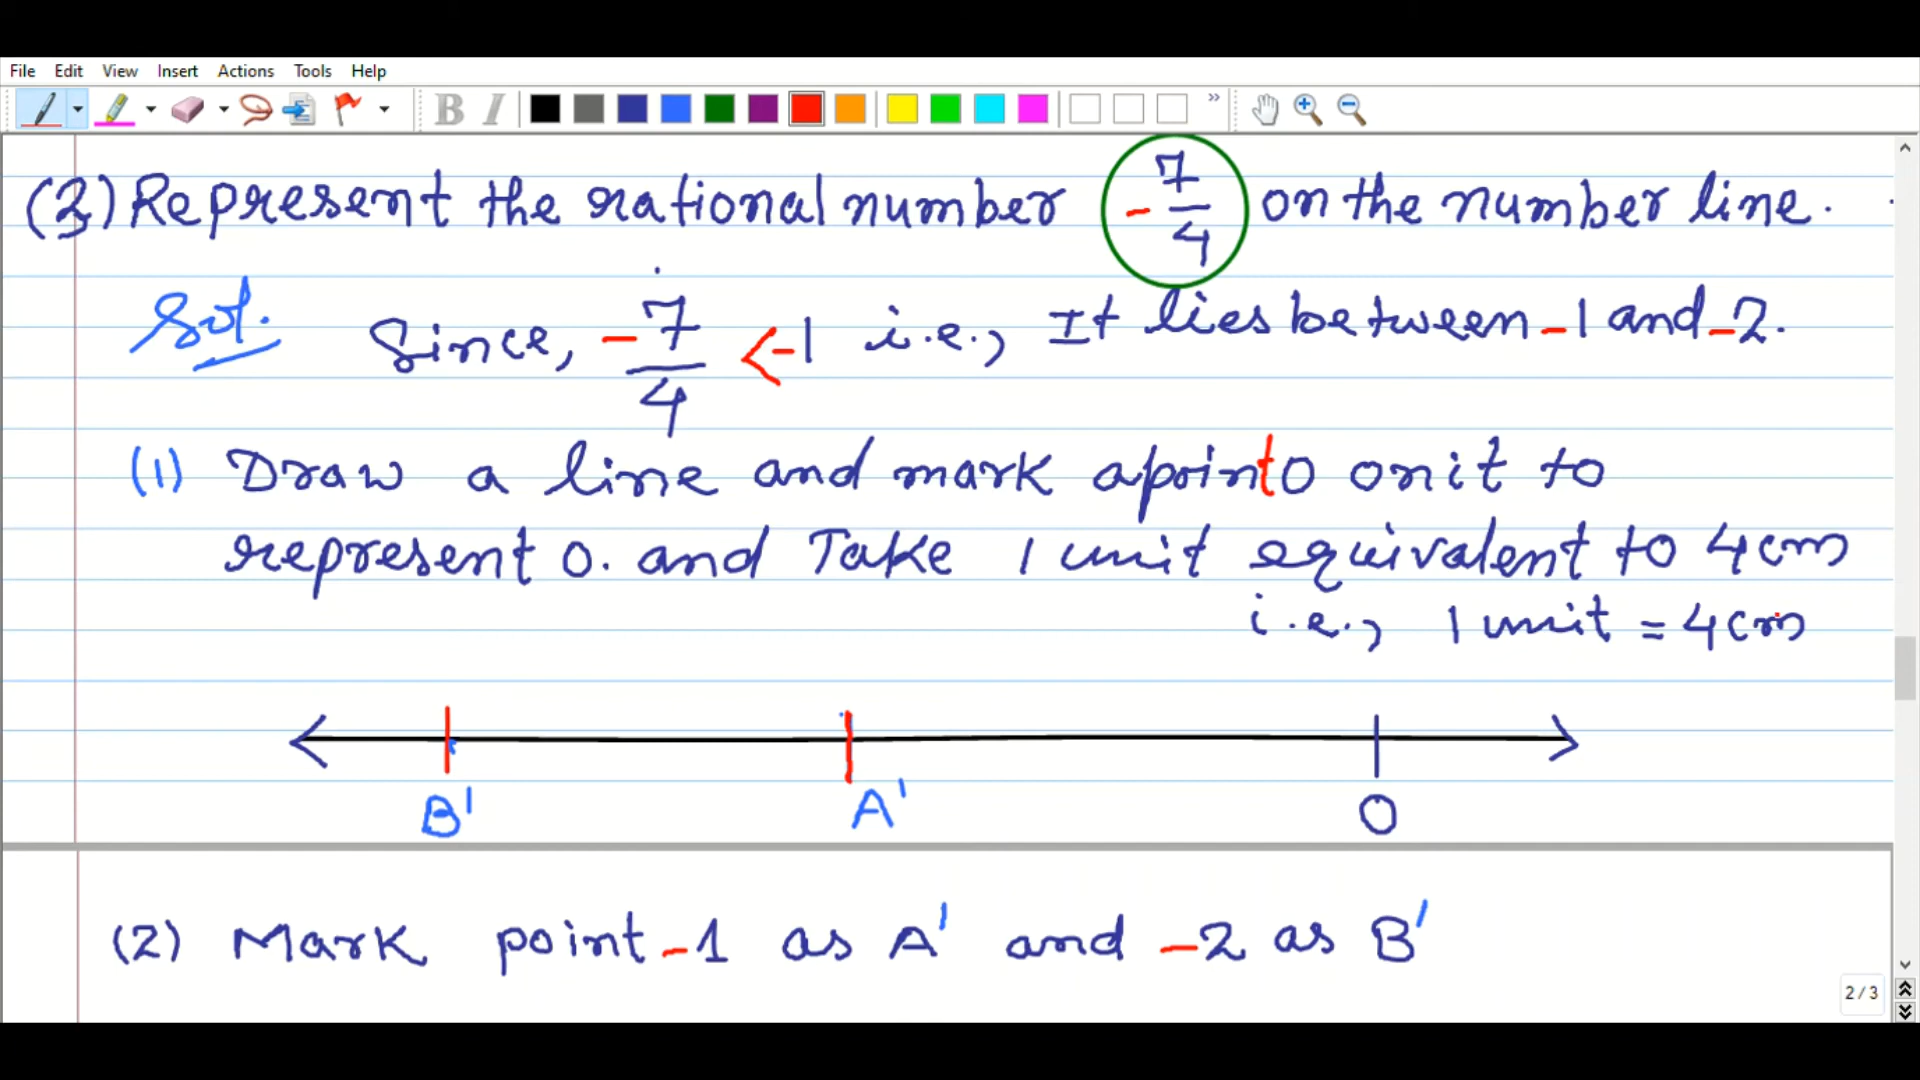 File Edit View Insert Actions Tools Help
B I
(3) Represent the rational number -7/4 on the number line.
Sol. Since, -7/4 < -1 i.e., It lies between -1 and -2.
(1) Draw a line and mark a point O on it to
represent 0. and Take 1 unit equivalent to 4cm
i.e., 1 unit = 4cm
B' A' O
(2) Mark point -1 as A' and -2 as B'
2/3